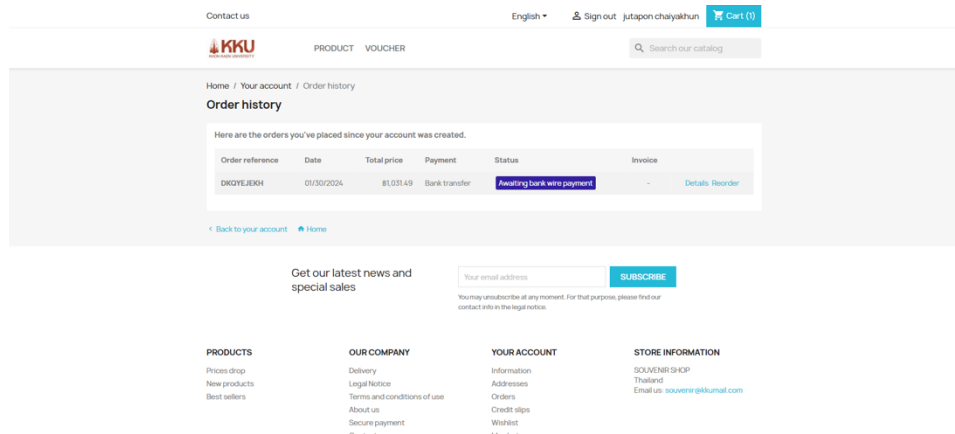 Contact us
English
Sign out jutapon chaiyakhun
Cart (1)
KKU
KHON KAEN UNIVERSITY
PRODUCT VOUCHER
Search our catalog
Home / Your account / Order history
Order history
Here are the orders you've placed since your account was created.
Order reference Date Total price Payment Status Invoice
DKQYEJEKH 01/30/2024 ฿1,031.49 Bank transfer Awaiting bank wire payment - Details Reorder
< Back to your account Home
Get our latest news and
special sales
Your email address
SUBSCRIBE
You may unsubscribe at any moment. For that purpose, please find our
contact info in the legal notice.
PRODUCTS
Prices drop
New products
Best sellers
OUR COMPANY
Delivery
Legal Notice
Terms and conditions of use
About us
Secure payment
YOUR ACCOUNT
Information
Addresses
Orders
Credit slips
Wishlist
STORE INFORMATION
SOUVENIR SHOP
Thailand
Email us: souvenir@kkumail.com